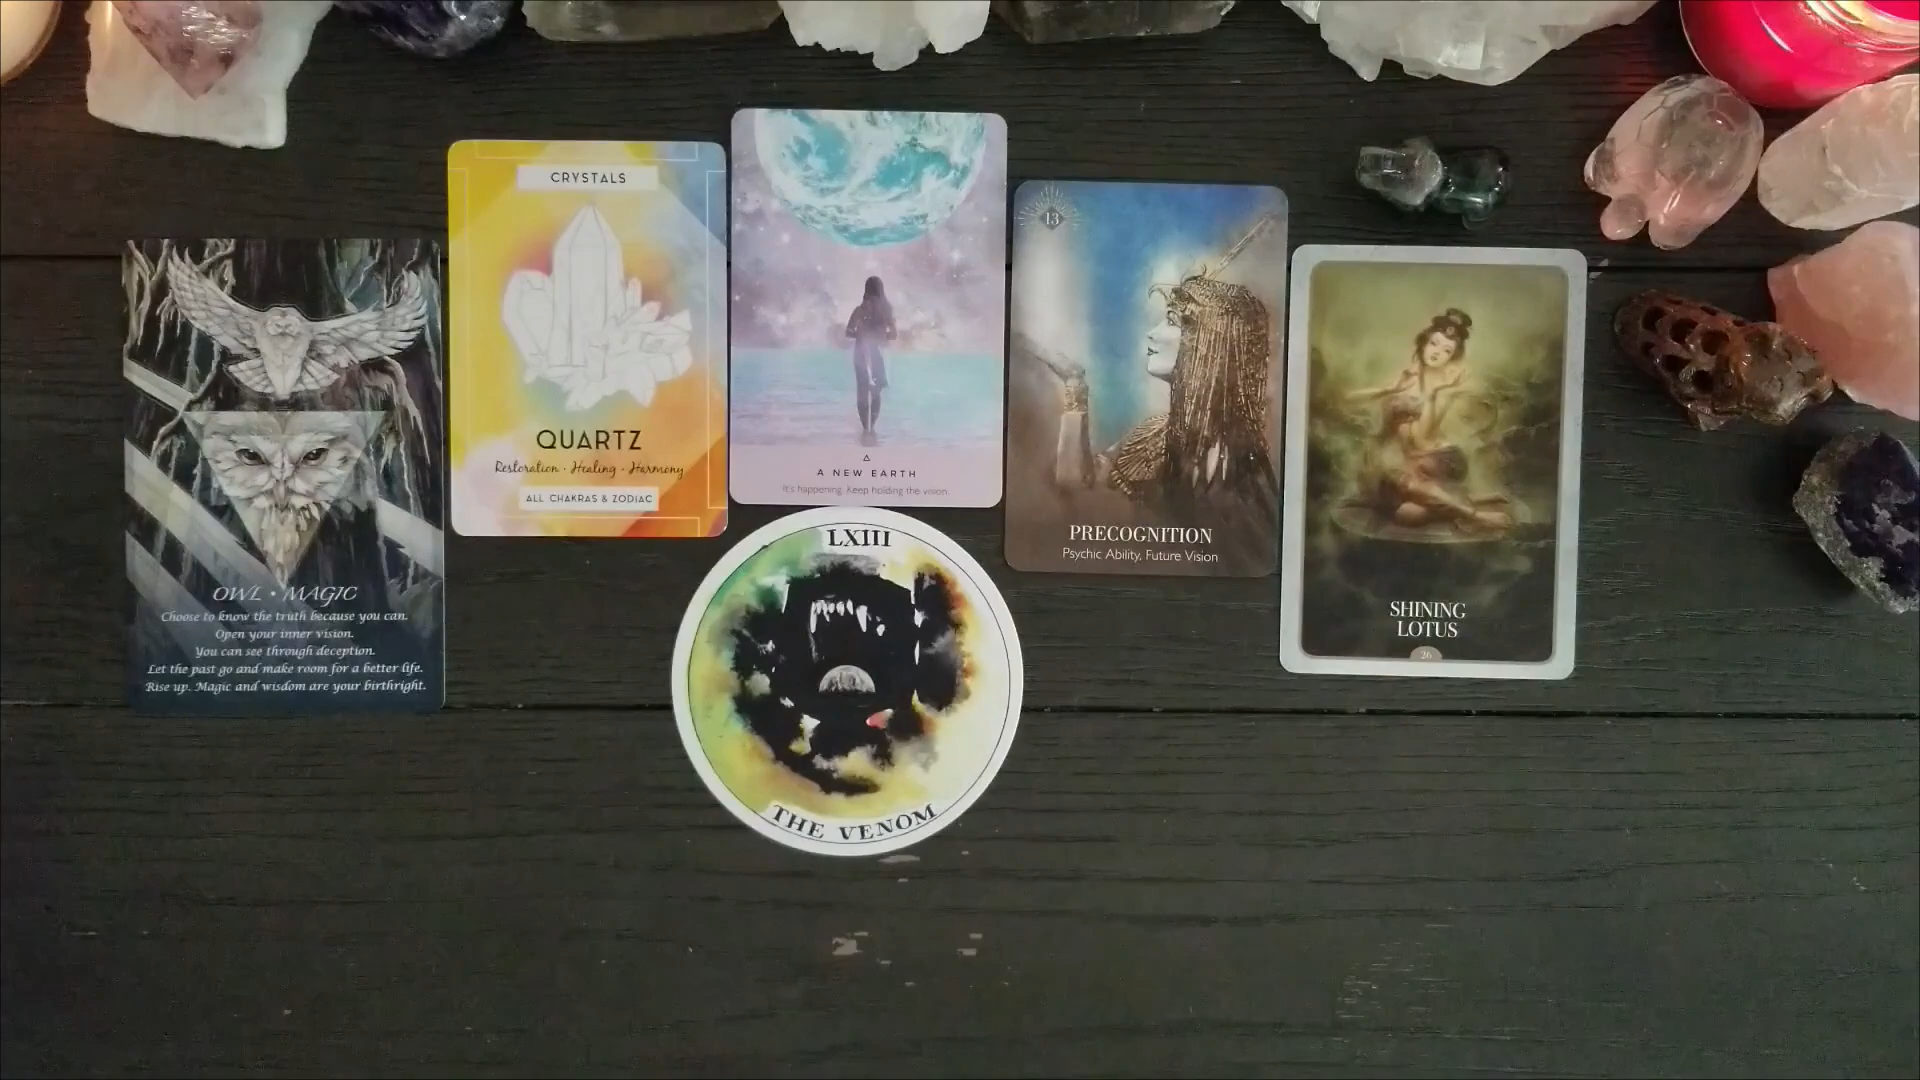 OWL • MAGIC
Choose to know the truth because you can.
Open your inner vision.
You can see through deception.
Let the past go and make room for a better life.
Rise up. Magic and wisdom are your birthright.
CRYSTALS
QUARTZ
Restoration • Healing • Harmony
ALL CHAKRAS & ZODIAC
A NEW EARTH
It's happening. Keep holding the vision.
13
PRECOGNITION
Psychic Ability, Future Vision
SHINING
LOTUS
26
LXIII
THE VENOM